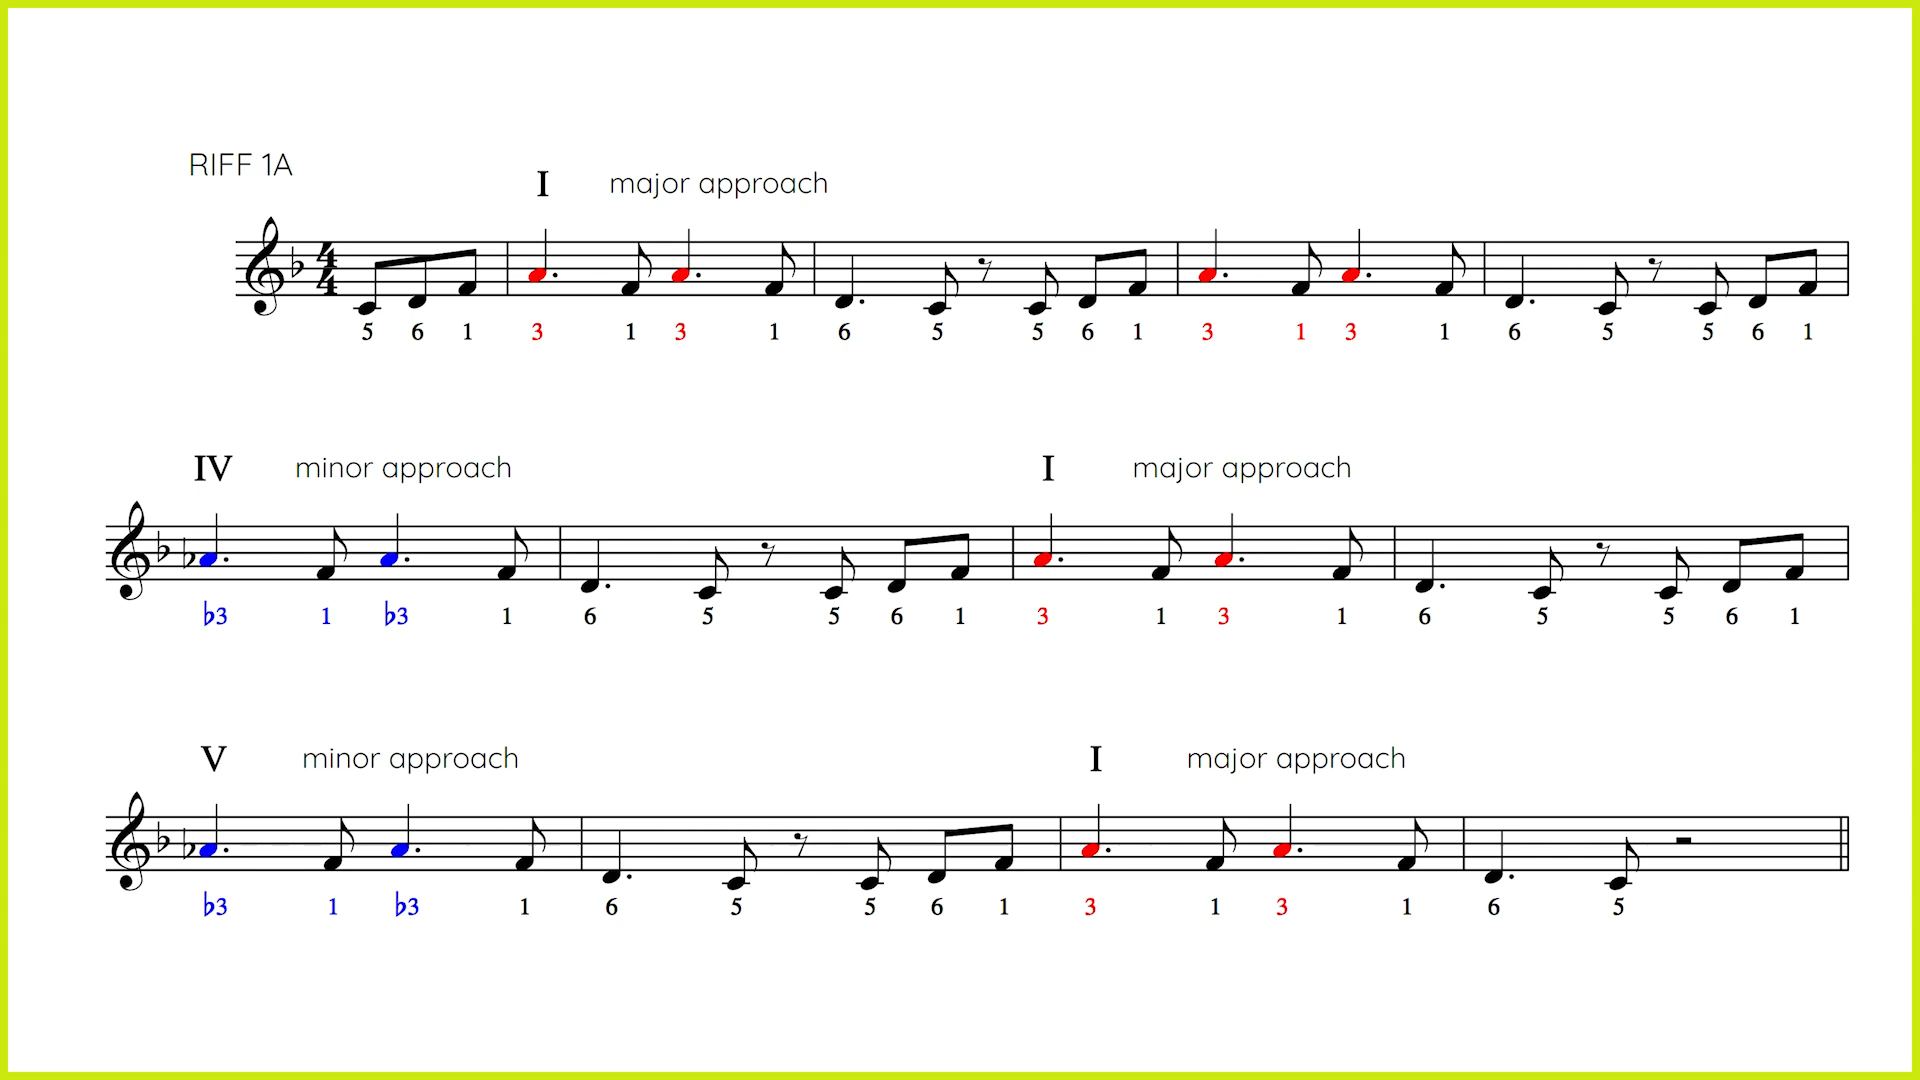 RIFF 1A
I major approach
4
4
5 6 1 3 1 3 1 6 5 5 6 1 3 1 3 1 6 5 5 6 1
IV minor approach I major approach
♭3 1 ♭3 1 6 5 5 6 1 3 1 3 1 6 5 5 6 1
V minor approach I major approach
♭3 1 ♭3 1 6 5 5 6 1 3 1 3 1 6 5